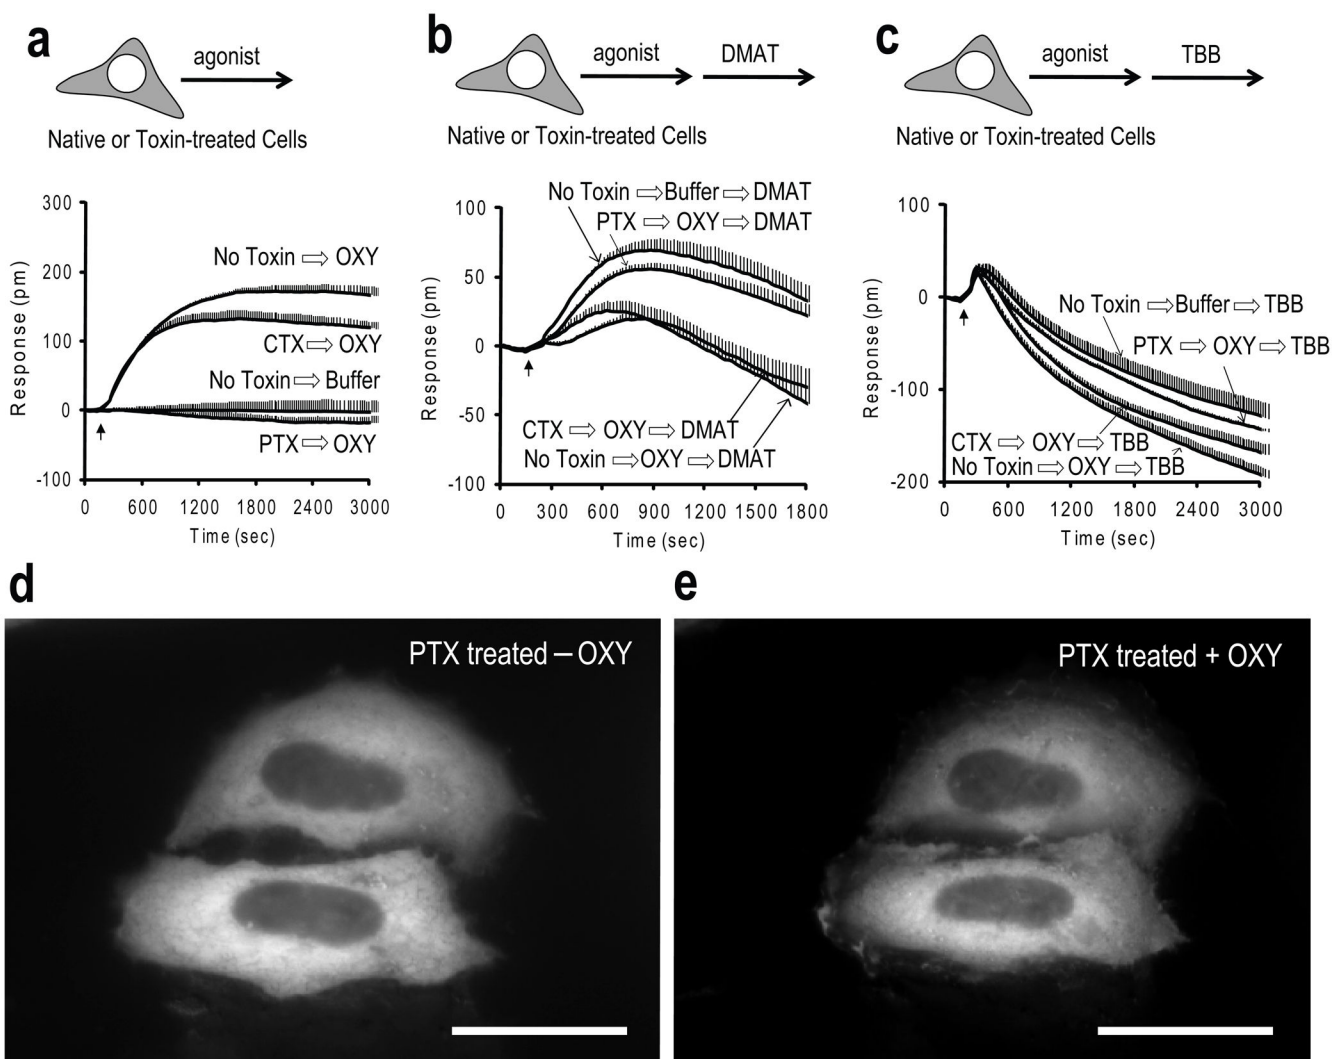 a
agonist
Native or Toxin-treated Cells
300
200
100
0
-100
Response (pm)
No Toxin ⇨ OXY
CTX ⇨ OXY
No Toxin ⇨ Buffer
PTX ⇨ OXY
0 600 1200 1800 2400 3000
Time (sec)
b
agonist DMAT
Native or Toxin-treated Cells
No Toxin ⇨ Buffer ⇨ DMAT
PTX ⇨ OXY ⇨ DMAT
100
50
0
-50
-100
Response (pm)
CTX ⇨ OXY ⇨ DMAT
No Toxin ⇨ OXY ⇨ DMAT
0 300 600 900 1200 1500 1800
Time (sec)
c
agonist TBB
Native or Toxin-treated Cells
100
0
-100
-200
Response (pm)
No Toxin ⇨ Buffer ⇨ TBB
PTX ⇨ OXY ⇨ TBB
CTX ⇨ OXY ⇨ TBB
No Toxin ⇨ OXY ⇨ TBB
0 600 1200 1800 2400 3000
Time (sec)
d
PTX treated – OXY
e
PTX treated + OXY